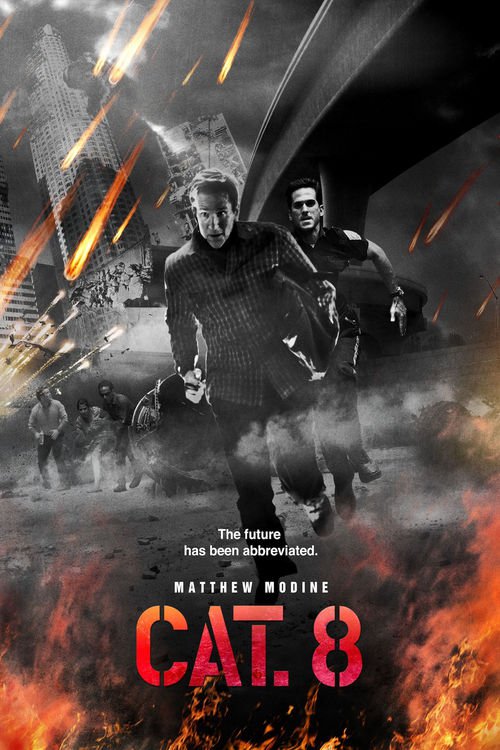 The future
has been abbreviated.
MATTHEW MODINE
CAT. 8